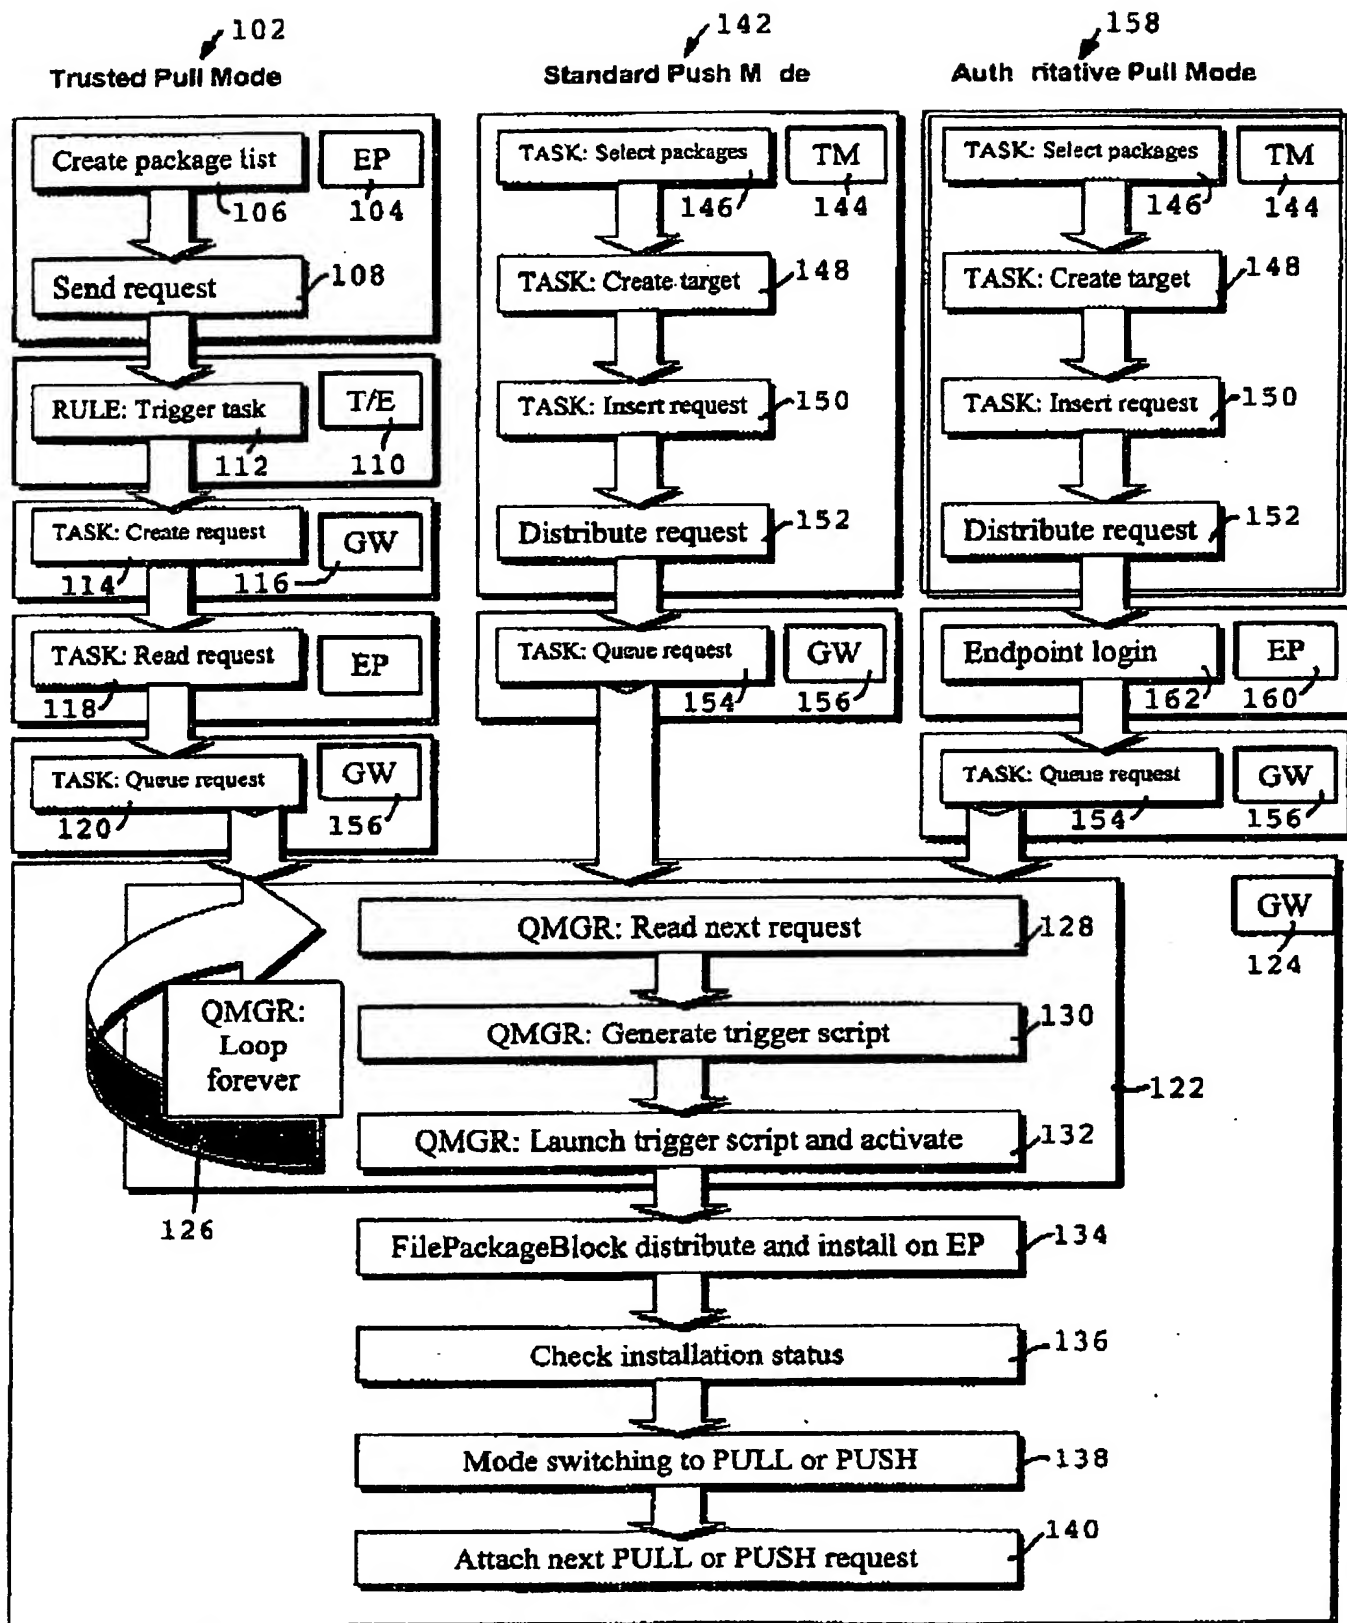 102
Trusted Pull Mode
Create package list
EP
106
104
Send request
108
RULE: Trigger task
T/E
112
110
TASK: Create request
GW
114
116
TASK: Read request
EP
118
TASK: Queue request
GW
120
156
142
Standard Push M de
TASK: Select packages
TM
146
144
TASK: Create target
148
TASK: Insert request
150
Distribute request
152
TASK: Queue request
GW
154
156
158
Auth ritative Pull Mode
TASK: Select packages
TM
146
144
TASK: Create target
148
TASK: Insert request
150
Distribute request
152
Endpoint login
EP
162
160
TASK: Queue request
GW
154
156
GW
124
QMGR: Read next request
128
QMGR:
Loop
forever
126
QMGR: Generate trigger script
130
122
QMGR: Launch trigger script and activate
132
FilePackageBlock distribute and install on EP
134
Check installation status
136
Mode switching to PULL or PUSH
138
Attach next PULL or PUSH request
140